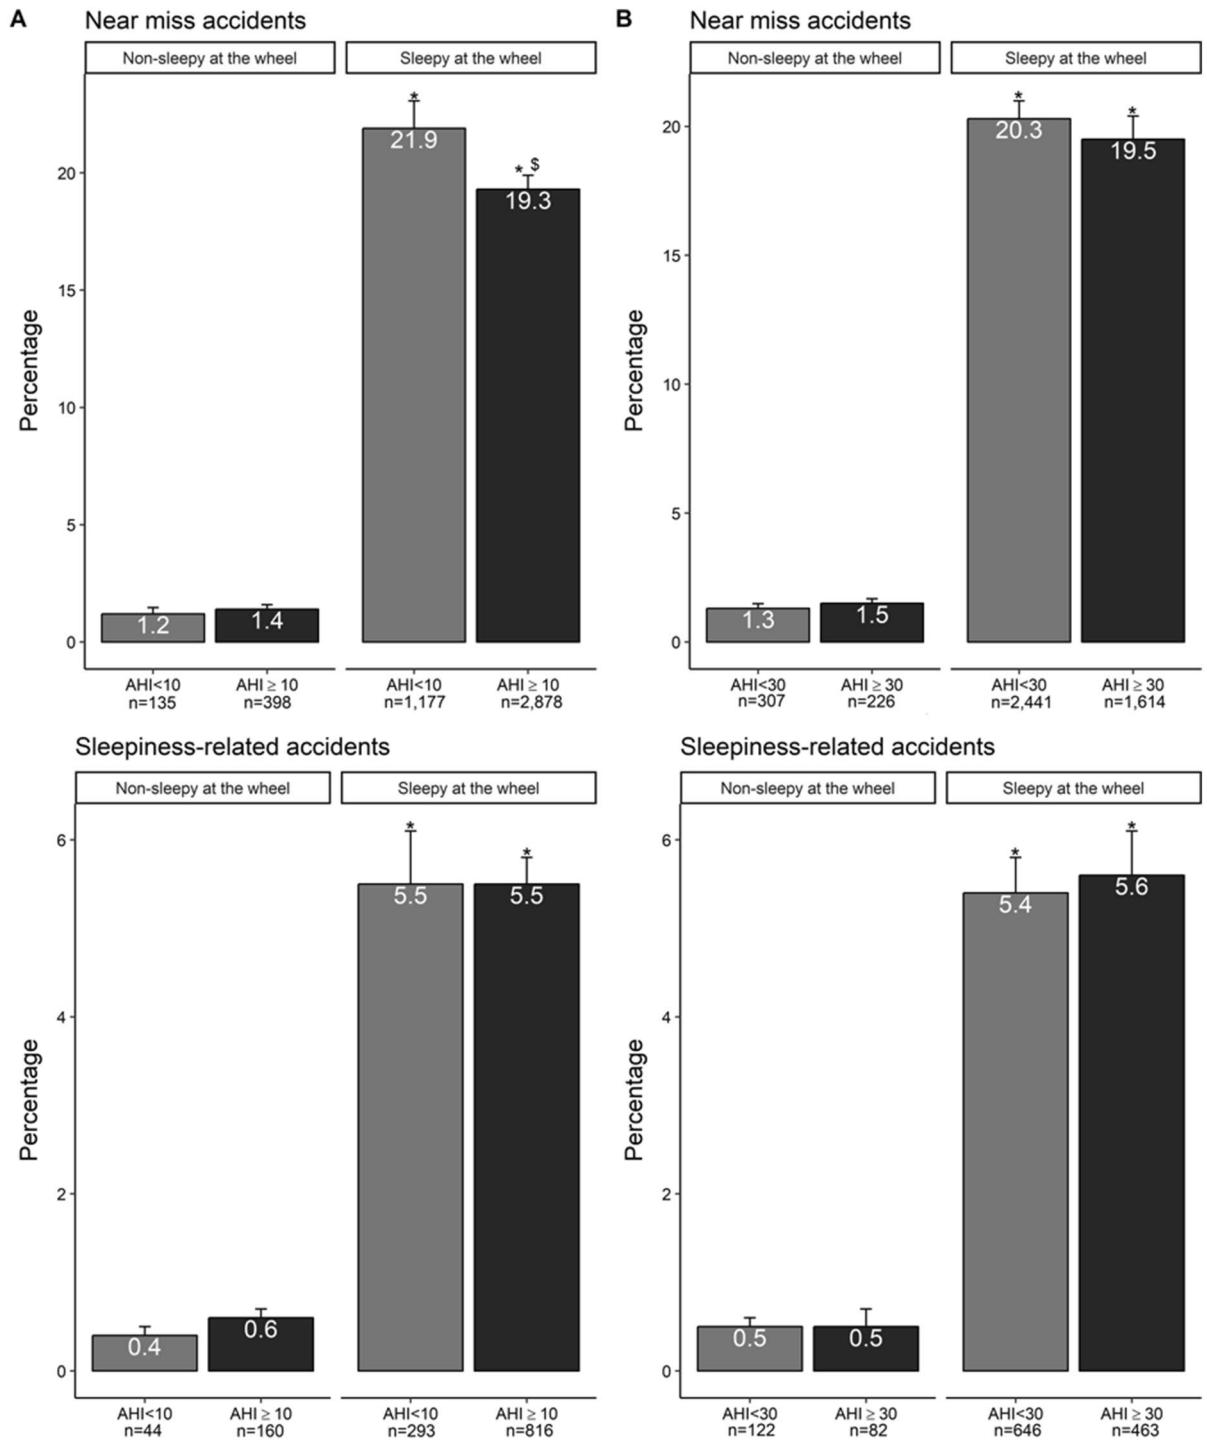 A Near miss accidents
Non-sleepy at the wheel Sleepy at the wheel
Percentage
20
15
10
5
0
1.2
1.4
*
21.9
* $
19.3
AHI<10 AHI ≥ 10 AHI<10 AHI ≥ 10
n=135 n=398 n=1,177 n=2,878
B Near miss accidents
Non-sleepy at the wheel Sleepy at the wheel
Percentage
20
15
10
5
0
1.3
1.5
*
20.3
*
19.5
AHI<30 AHI ≥ 30 AHI<30 AHI ≥ 30
n=307 n=226 n=2,441 n=1,614
Sleepiness-related accidents
Non-sleepy at the wheel Sleepy at the wheel
Percentage
6
4
2
0
0.4
0.6
*
5.5
*
5.5
AHI<10 AHI ≥ 10 AHI<10 AHI ≥ 10
n=44 n=160 n=293 n=816
Sleepiness-related accidents
Non-sleepy at the wheel Sleepy at the wheel
Percentage
6
4
2
0
0.5
0.5
*
5.4
*
5.6
AHI<30 AHI ≥ 30 AHI<30 AHI ≥ 30
n=122 n=82 n=646 n=463